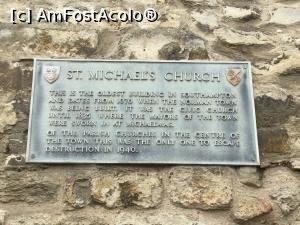 (c) AmFostAcolo®
ST. MICHAEL'S CHURCH
THIS IS THE OLDEST BUILDING IN SOUTHAMPTON
AND DATES FROM 1070 WHEN THE NORMAN TOWN
WAS BEING BUILT. IT WAS THE CIVIC CHURCH
UNTIL 1835 WHERE THE MAYORS OF THE TOWN
WERE SWORN IN AT MICHAELMAS.
OF THE PARISH CHURCHES IN THE CENTRE OF
THE TOWN THIS WAS THE ONLY ONE TO ESCAPE
DESTRUCTION IN 1940.